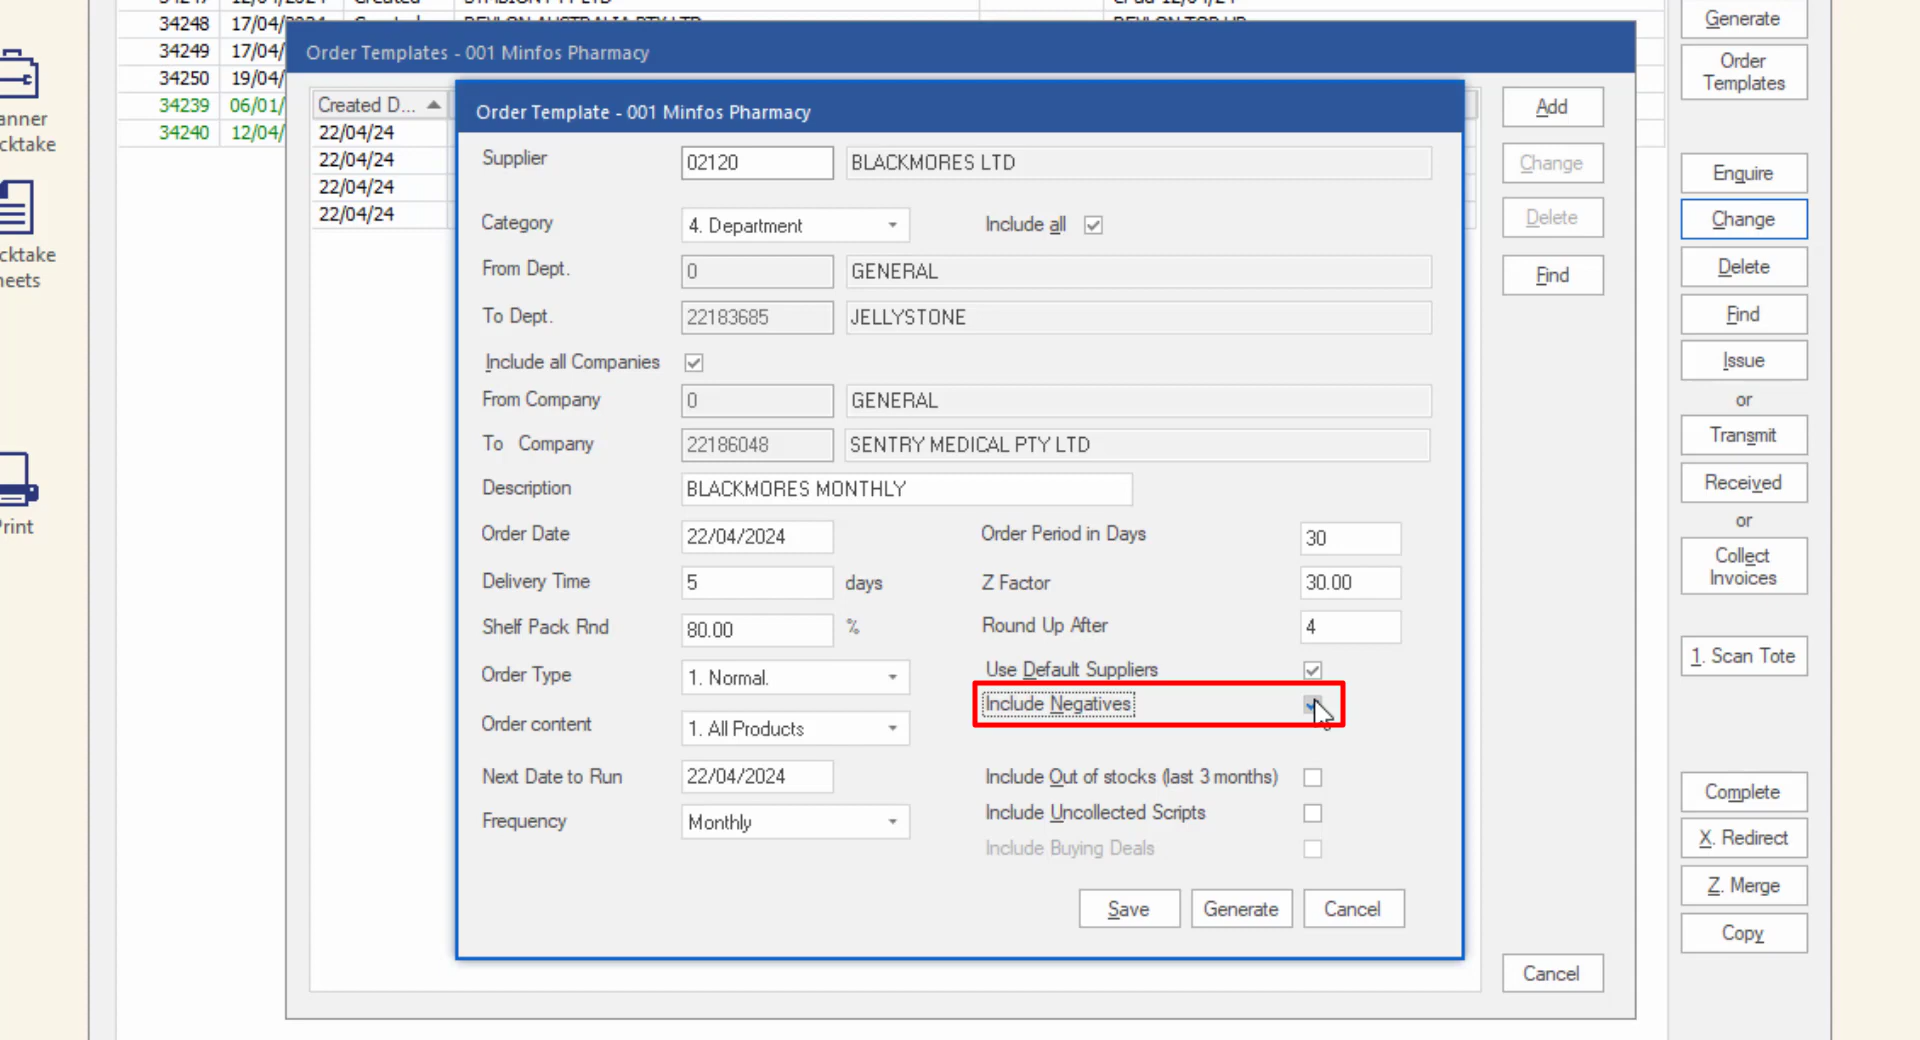 34248 17/04/
34249 17/04/
34250 19/04/
34239 06/01/
34240 12/04/
Generate
Order
Templates
Enquire
Change
Delete
Find
Issue
or
Transmit
Received
or
Collect
Invoices
1. Scan Tote
Complete
X. Redirect
Z. Merge
Copy
anner
cktake
cktake
eets
Print
Order Templates - 001 Minfos Pharmacy
Created D...
22/04/24
22/04/24
22/04/24
22/04/24
Add
Change
Delete
Find
Cancel
Order Template - 001 Minfos Pharmacy
Supplier 02120 BLACKMORES LTD
Category 4. Department Include all
From Dept. 0 GENERAL
To Dept. 22183685 JELLYSTONE
Include all Companies
From Company 0 GENERAL
To Company 22186048 SENTRY MEDICAL PTY LTD
Description BLACKMORES MONTHLY
Order Date 22/04/2024 Order Period in Days 30
Delivery Time 5 days Z Factor 30.00
Shelf Pack Rnd 80.00 % Round Up After 4
Use Default Suppliers
Order Type 1. Normal.
Include Negatives
Order content 1. All Products
Next Date to Run 22/04/2024 Include Out of stocks (last 3 months)
Include Uncollected Scripts
Frequency Monthly
Include Buying Deals
Save Generate Cancel